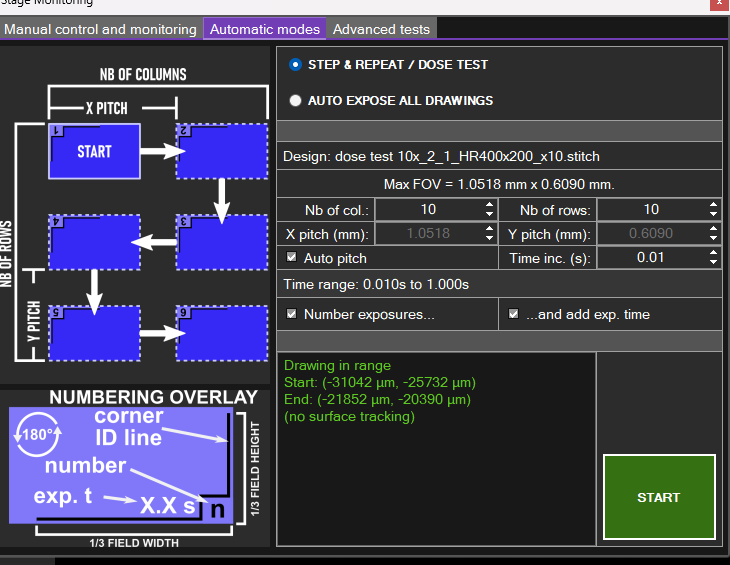 Stage Monitoring
x
Manual control and monitoring
Automatic modes
Advanced tests
NB OF COLUMNS
X PITCH
1
2
START
NB OF ROWS
4
3
Y PITCH
5
6
NUMBERING OVERLAY
180°
corner
ID line
number
exp. t
X.X s
n
1/3 FIELD HEIGHT
1/3 FIELD WIDTH
STEP & REPEAT / DOSE TEST
AUTO EXPOSE ALL DRAWINGS
Design: dose test 10x_2_1_HR400x200_x10.stitch
Max FOV = 1.0518 mm x 0.6090 mm.
Nb of col.: 10 Nb of rows: 10
X pitch (mm): 1.0518 Y pitch (mm): 0.6090
Auto pitch Time inc. (s): 0.01
Time range: 0.010s to 1.000s
Number exposures... ...and add exp. time
Drawing in range
Start: (-31042 µm, -25732 µm)
End: (-21852 µm, -20390 µm)
(no surface tracking)
START